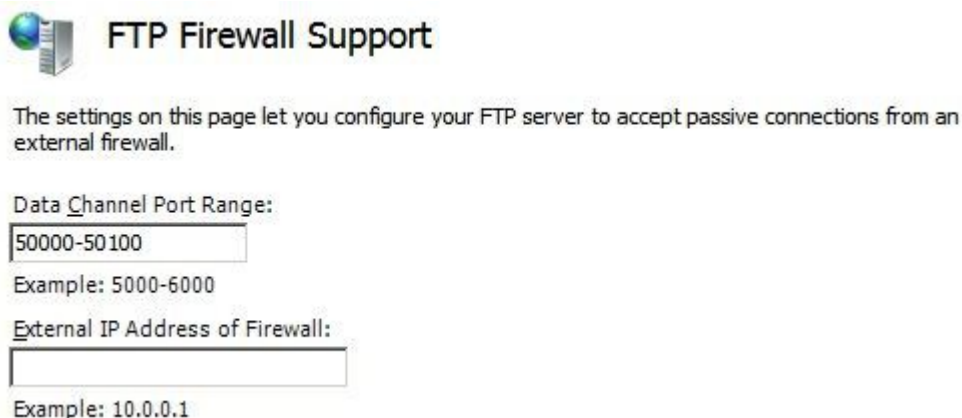 FTP Firewall Support
The settings on this page let you configure your FTP server to accept passive connections from an
external firewall.
Data Channel Port Range:
50000-50100
Example: 5000-6000
External IP Address of Firewall:
Example: 10.0.0.1